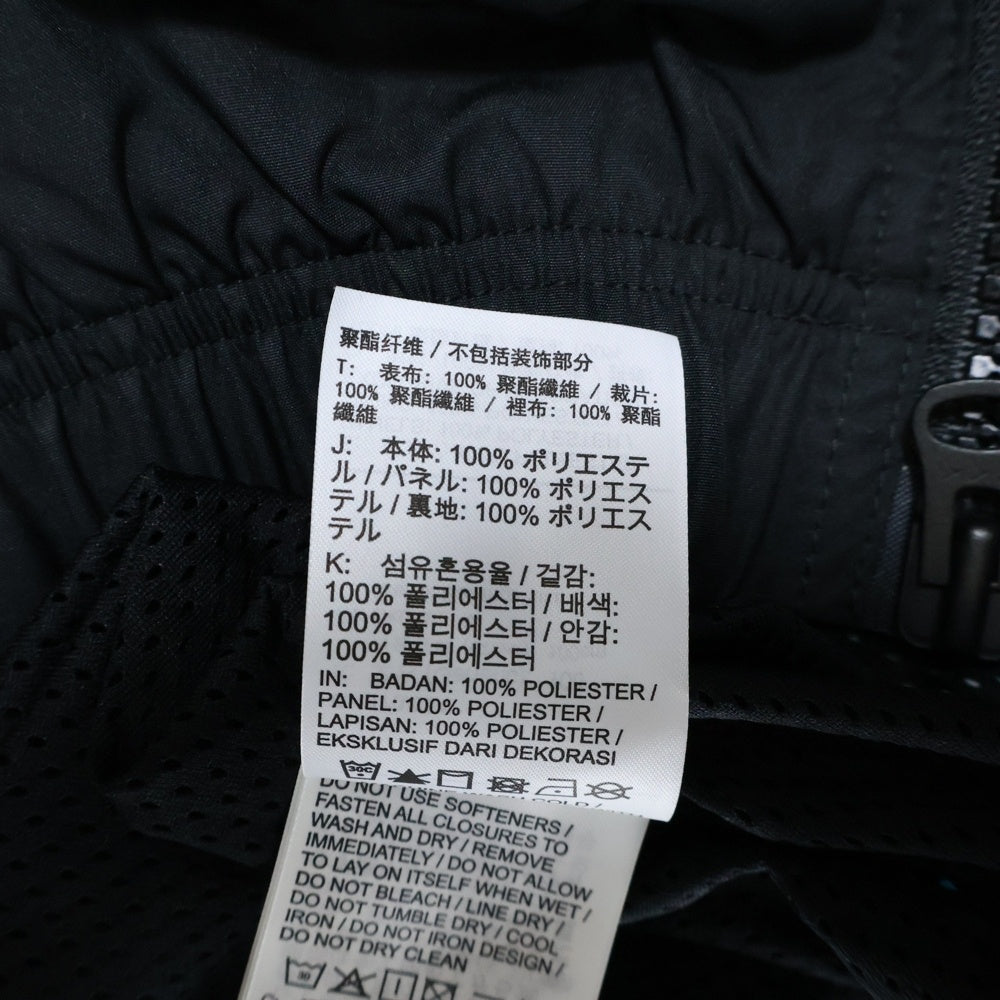 聚酯纤维 / 不包括装饰部分
T: 表布: 100% 聚酯纖維 / 裁片:
100% 聚酯纖維 / 裡布: 100% 聚酯
纖維
J: 本体: 100% ポリエステ
ル / パネル: 100% ポリエス
テル / 裏地: 100% ポリエス
テル
K: 섬유혼용율 / 겉감:
100% 폴리에스터 / 배색:
100% 폴리에스터 / 안감:
100% 폴리에스터
IN: BADAN: 100% POLIESTER /
PANEL: 100% POLIESTER /
LAPISAN: 100% POLIESTER /
EKSKLUSIF DARI DEKORASI
30C
DO NOT USE SOFTENERS /
FASTEN ALL CLOSURES TO
WASH AND DRY / REMOVE
IMMEDIATELY / DO NOT ALLOW
TO LAY ON ITSELF WHEN WET /
DO NOT BLEACH / LINE DRY /
DO NOT TUMBLE DRY / COOL
IRON / DO NOT IRON DESIGN /
DO NOT DRY CLEAN
30